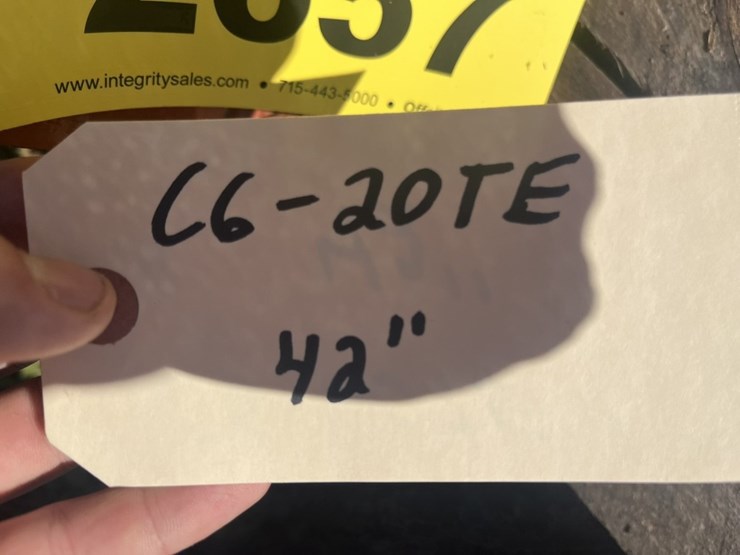 www.integritysales.com • 715-443-5000 •
C6-20TE
42"